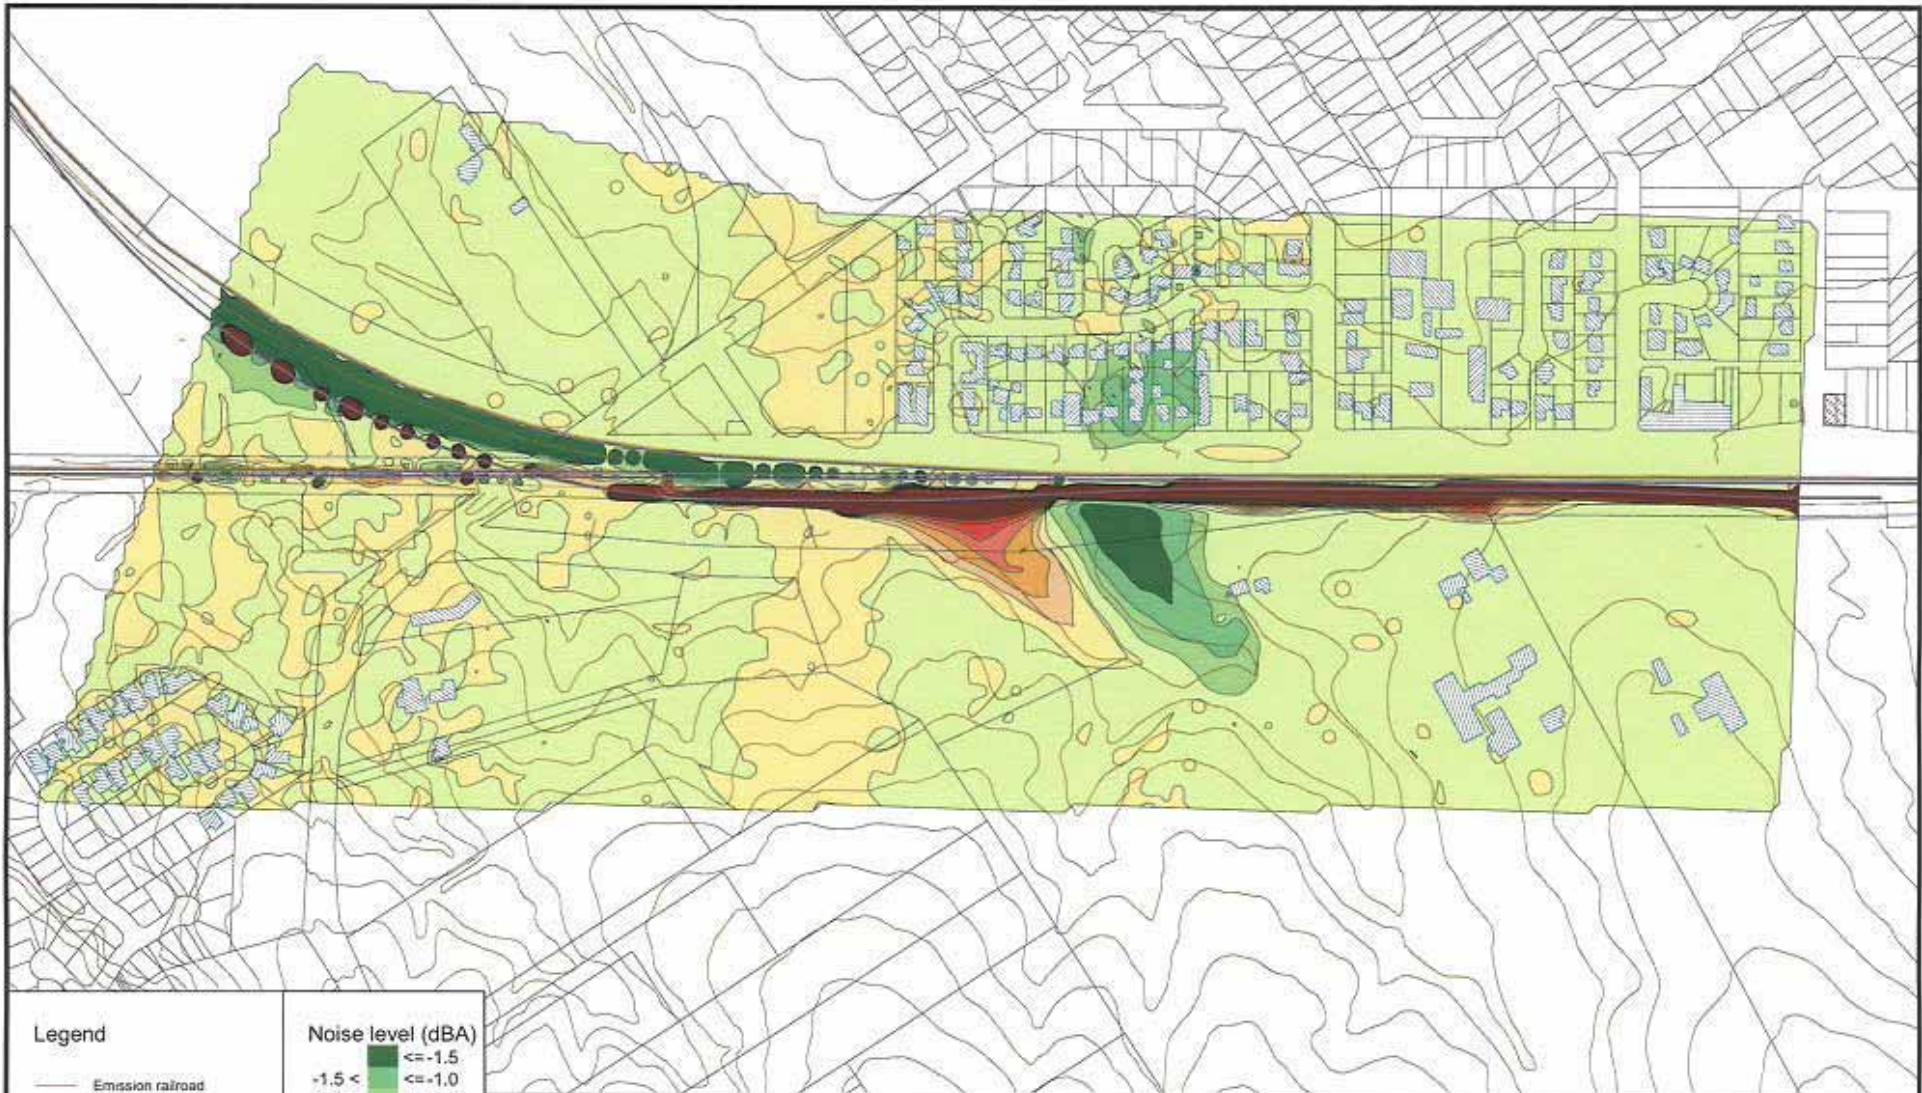 Legend
Emission railroad
Noise level (dBA)
<= -1.5
-1.5 < <= -1.0